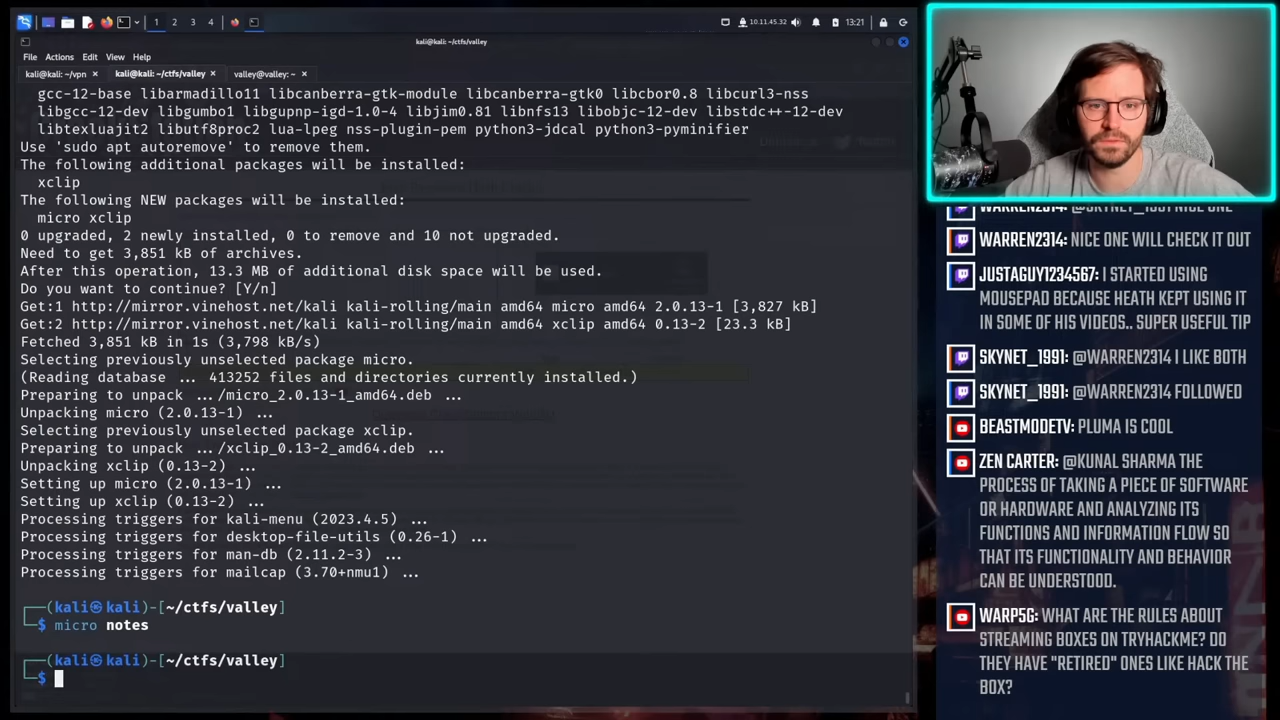 1 2 3 4 10.11.45.32 13:21
kali@kali: ~/ctfs/valley
File Actions Edit View Help
kali@kali: ~/vpn × kali@kali: ~/ctfs/valley × valley@valley: ~ ×
gcc-12-base libarmadillo11 libcanberra-gtk-module libcanberra-gtk0 libcbor0.8 libcurl3-nss
libgcc-12-dev libgumbo1 libgupnp-igd-1.0-4 libjim0.81 libnfs13 libobjc-12-dev libstdc++-12-dev
libtexluajit2 libutf8proc2 lua-lpeg nss-plugin-pem python3-jdcal python3-pyminifier
Use 'sudo apt autoremove' to remove them.
The following additional packages will be installed:
xclip
The following NEW packages will be installed:
micro xclip
0 upgraded, 2 newly installed, 0 to remove and 10 not upgraded.
Need to get 3,851 kB of archives.
After this operation, 13.3 MB of additional disk space will be used.
Do you want to continue? [Y/n]
Get:1 http://mirror.vinehost.net/kali kali-rolling/main amd64 micro amd64 2.0.13-1 [3,827 kB]
Get:2 http://mirror.vinehost.net/kali kali-rolling/main amd64 xclip amd64 0.13-2 [23.3 kB]
Fetched 3,851 kB in 1s (3,798 kB/s)
Selecting previously unselected package micro.
(Reading database ... 413252 files and directories currently installed.)
Preparing to unpack .../micro_2.0.13-1_amd64.deb ...
Unpacking micro (2.0.13-1) ...
Selecting previously unselected package xclip.
Preparing to unpack .../xclip_0.13-2_amd64.deb ...
Unpacking xclip (0.13-2) ...
Setting up micro (2.0.13-1) ...
Setting up xclip (0.13-2) ...
Processing triggers for kali-menu (2023.4.5) ...
Processing triggers for desktop-file-utils (0.26-1) ...
Processing triggers for man-db (2.11.2-3) ...
Processing triggers for mailcap (3.70+nmu1) ...
┌──(kali㉿kali)-[~/ctfs/valley]
└─$ micro notes
┌──(kali㉿kali)-[~/ctfs/valley]
└─$
WARREN2314: @SKYNET_1991 NICE ONE
WARREN2314: NICE ONE WILL CHECK IT OUT
JUSTAGUY1234567: I STARTED USING
MOUSEPAD BECAUSE HEATH KEPT USING IT
IN SOME OF HIS VIDEOS.. SUPER USEFUL TIP
SKYNET_1991: @WARREN2314 I LIKE BOTH
SKYNET_1991: @WARREN2314 FOLLOWED
BEASTMODETV: PLUMA IS COOL
ZEN CARTER: @KUNAL SHARMA THE
PROCESS OF TAKING A PIECE OF SOFTWARE
OR HARDWARE AND ANALYZING ITS
FUNCTIONS AND INFORMATION FLOW SO
THAT ITS FUNCTIONALITY AND BEHAVIOR
CAN BE UNDERSTOOD.
WARP5G: WHAT ARE THE RULES ABOUT
STREAMING BOXES ON TRYHACKME? DO
THEY HAVE "RETIRED" ONES LIKE HACK THE
BOX?